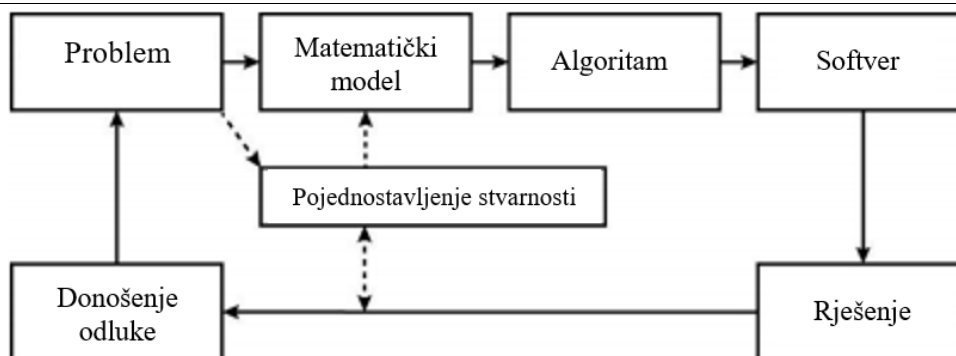 Problem
Matematički
model
Algoritam
Softver
Pojednostavljenje stvarnosti
Donošenje
odluke
Rješenje